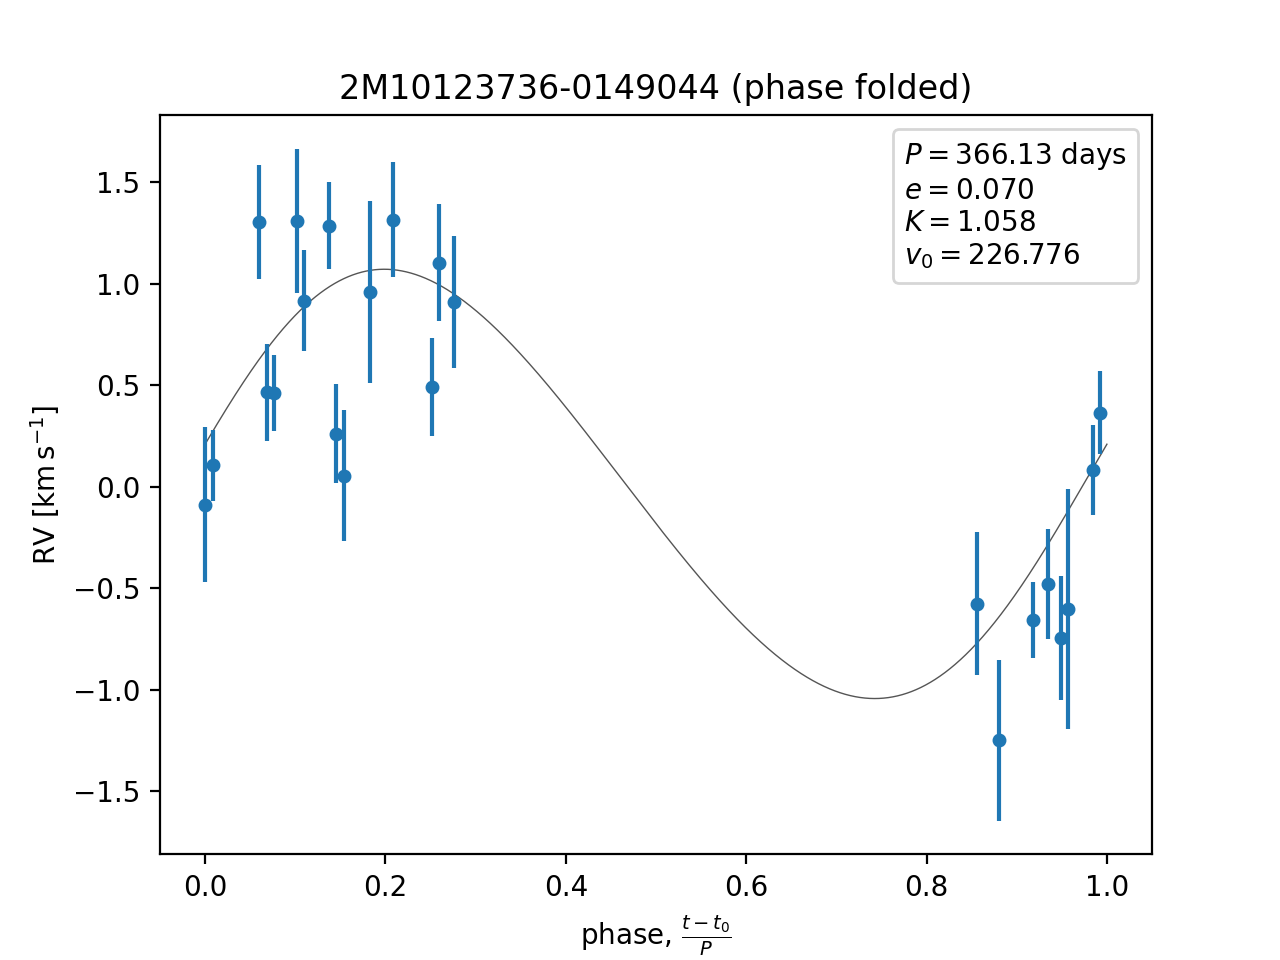 2M10123736-0149044 (phase folded)
P = 366.13 days
e = 0.070
K = 1.058
v₀ = 226.776
1.5
1.0
0.5
0.0
−0.5
−1.0
−1.5
RV [km s⁻¹]
0.0 0.2 0.4 0.6 0.8 1.0
phase, (t − t₀)/P